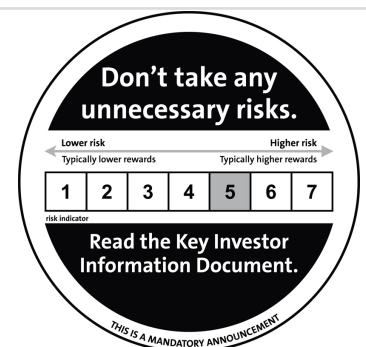 Don't take any
unnecessary risks.
Lower risk Higher risk
Typically lower rewards Typically higher rewards
1 2 3 4 5 6 7
risk indicator
Read the Key Investor
Information Document.
THIS IS A MANDATORY ANNOUNCEMENT